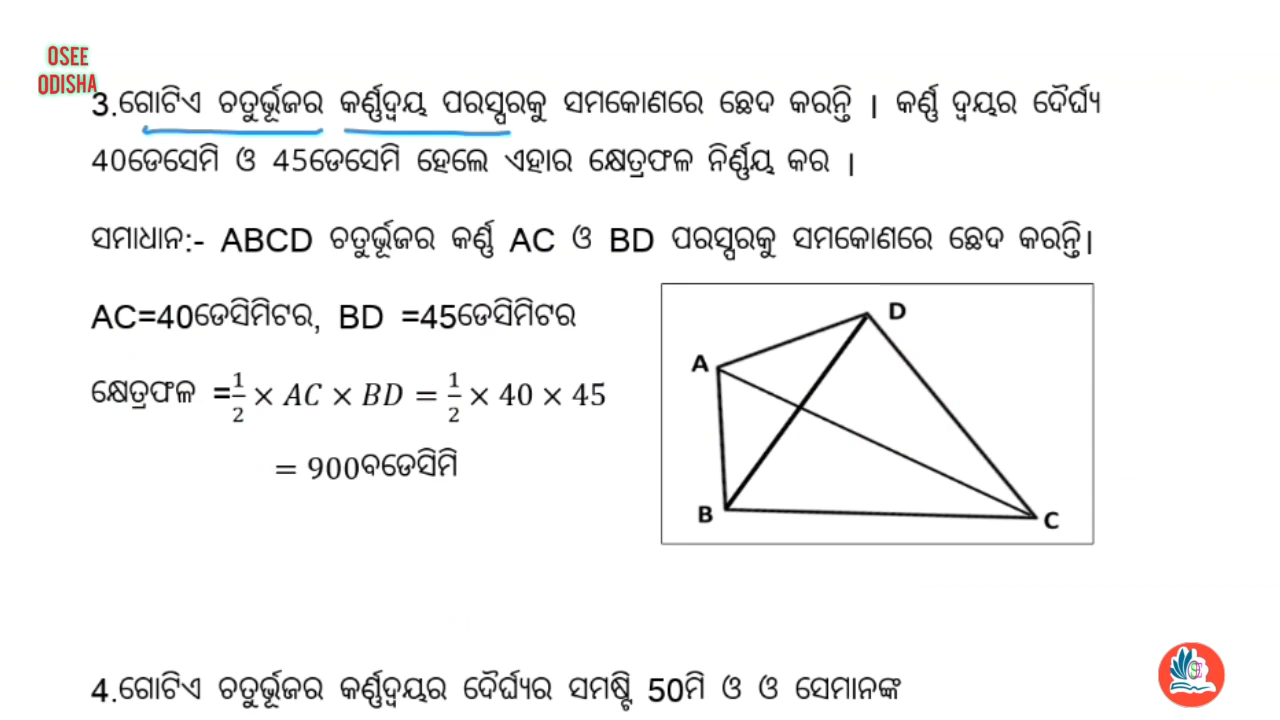 OSEE
ODISHA
3.ଗୋଟିଏ ଚତୁର୍ଭୂଜର କର୍ଣ୍ଣଦ୍ୱୟ ପରସ୍ପରକୁ ସମକୋଣରେ ଛେଦ କରନ୍ତି । କର୍ଣ୍ଣ ଦ୍ୱୟର ଦୈର୍ଘ୍ୟ
40ଡେସେମି ଓ 45ଡେସେମି ହେଲେ ଏହାର କ୍ଷେତ୍ରଫଳ ନିର୍ଣ୍ଣୟ କର ।
ସମାଧାନ:- ABCD ଚତୁର୍ଭୂଜର କର୍ଣ୍ଣ AC ଓ BD ପରସ୍ପରକୁ ସମକୋଣରେ ଛେଦ କରନ୍ତି।
AC=40ଡେସିମିଟର, BD =45ଡେସିମିଟର
କ୍ଷେତ୍ରଫଳ =1/2 × AC × BD = 1/2 × 40 × 45
= 900ବଡେସିମି
D
A
B
C
4.ଗୋଟିଏ ଚତୁର୍ଭୂଜର କର୍ଣ୍ଣଦ୍ୱୟର ଦୈର୍ଘ୍ୟର ସମଷ୍ଟି 50ମି ଓ ଓ ସେମାନଙ୍କ